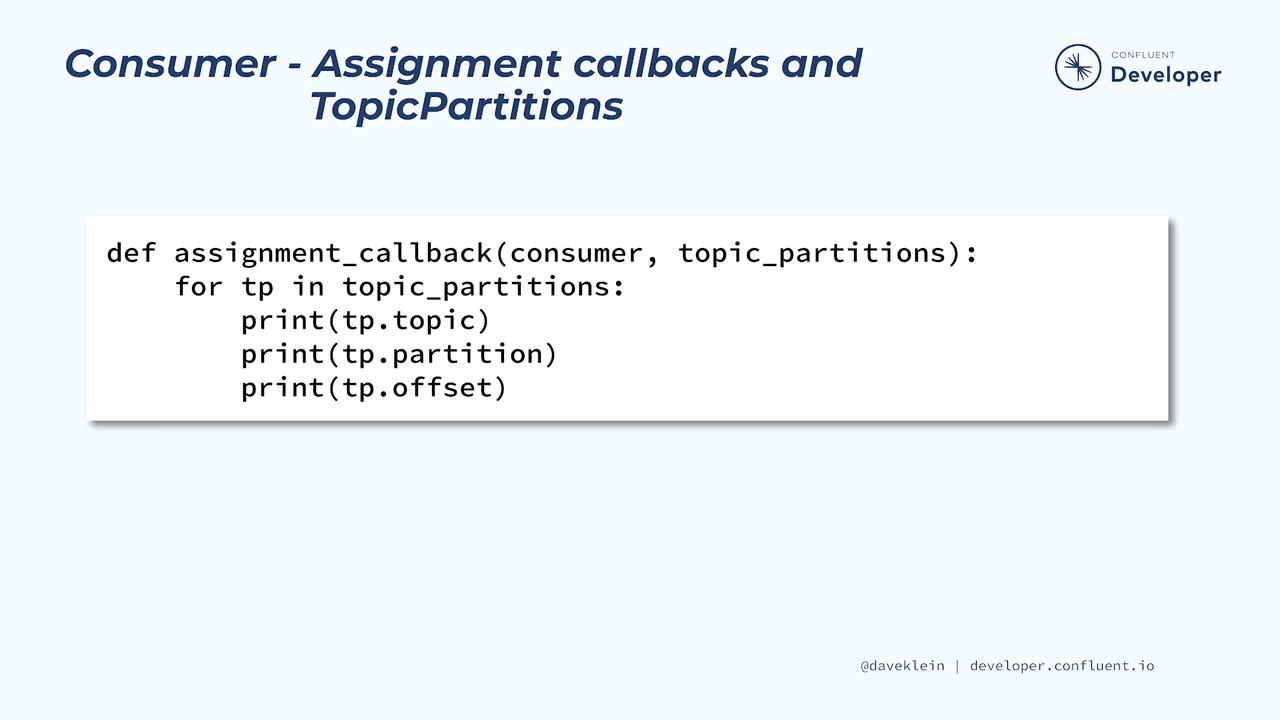 Consumer - Assignment callbacks and
TopicPartitions
CONFLUENT
Developer
def assignment_callback(consumer, topic_partitions):
    for tp in topic_partitions:
        print(tp.topic)
        print(tp.partition)
        print(tp.offset)
@daveklein | developer.confluent.io